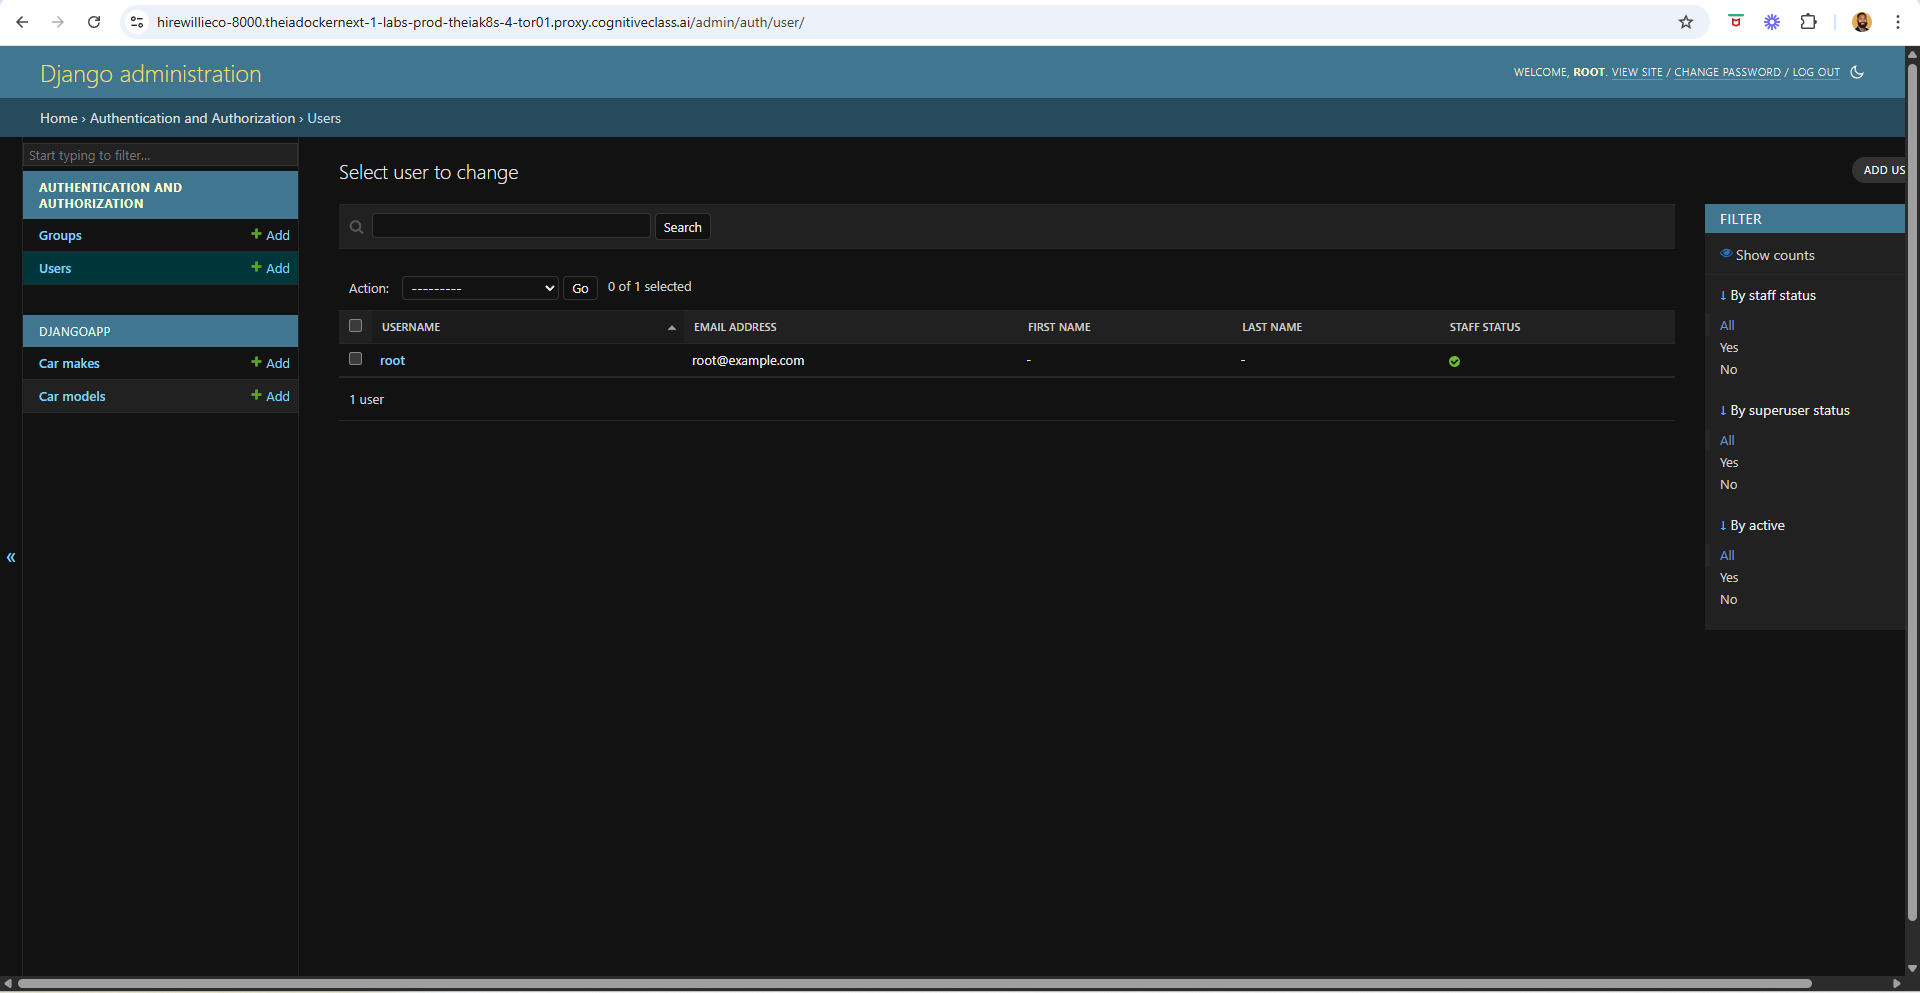 hirewillieco-8000.theiadockernext-1-labs-prod-theiak8s-4-tor01.proxy.cognitiveclass.ai/admin/auth/user/
Django administration
WELCOME, ROOT. VIEW SITE / CHANGE PASSWORD / LOG OUT
Home › Authentication and Authorization › Users
Start typing to filter...
AUTHENTICATION AND
AUTHORIZATION
Groups + Add
Users + Add
DJANGOAPP
Car makes + Add
Car models + Add
«
Select user to change
ADD US
Search
Action: --------- Go 0 of 1 selected
USERNAME EMAIL ADDRESS FIRST NAME LAST NAME STAFF STATUS
root root@example.com - -
1 user
FILTER
Show counts
↓ By staff status
All
Yes
No
↓ By superuser status
All
Yes
No
↓ By active
All
Yes
No